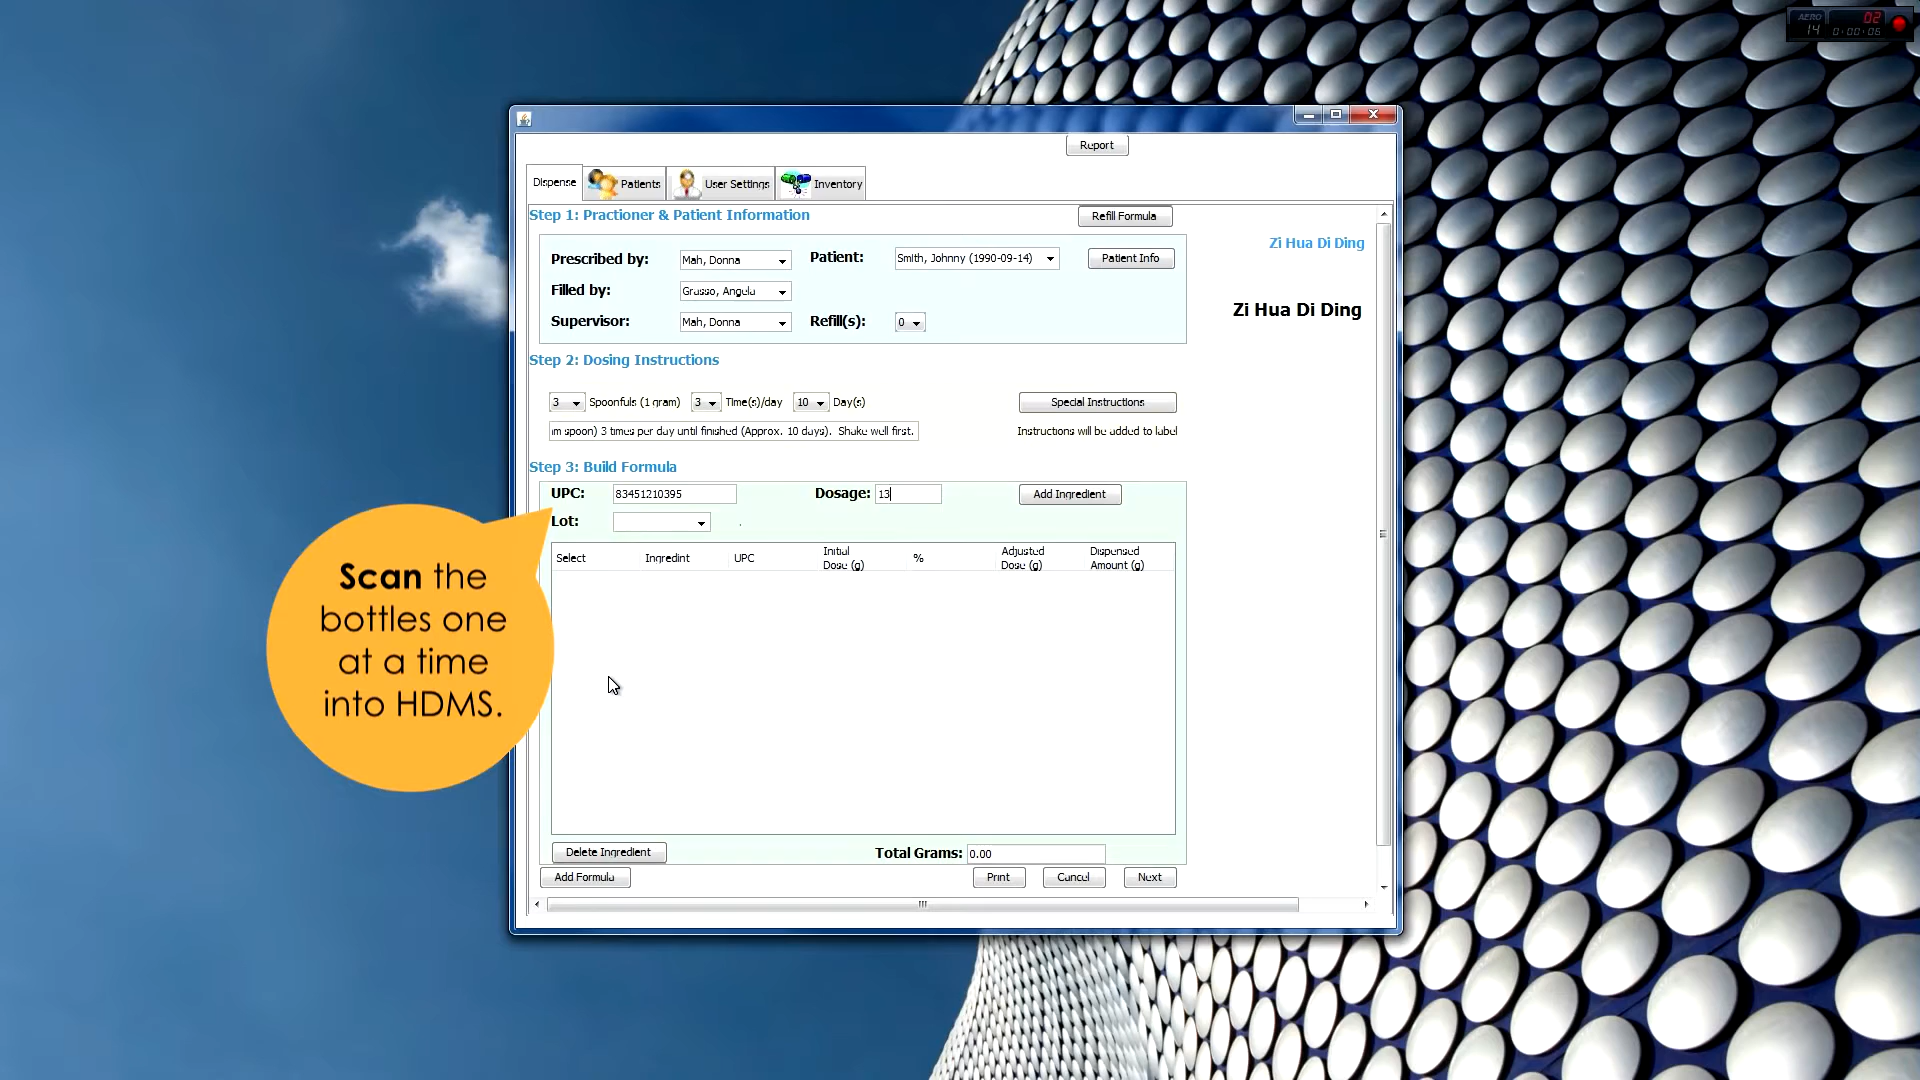 AERO 02
14 0:00:06
Report
Dispense Patients User Settings Inventory
Step 1: Practioner & Patient Information
Refill Formula
Zi Hua Di Ding
Prescribed by: Mah, Donna Patient: Smith, Johnny (1990-09-14) Patient Info
Filled by: Grasso, Angela
Zi Hua Di Ding
Supervisor: Mah, Donna Refill(s): 0
Step 2: Dosing Instructions
3 Spoonfuls (1 gram) 3 Time(s)/day 10 Day(s) Special Instructions
m spoon) 3 times per day until finished (Approx. 10 days). Shake well first. Instructions will be added to label
Step 3: Build Formula
UPC: 83451210395 Dosage: 13 Add Ingredient
Lot:
Select Ingredint UPC Initial Dose (g) % Adjusted Dose (g) Dispensed Amount (g)
Scan the
bottles one
at a time
into HDMS.
Delete Ingredient Total Grams: 0.00
Add Formula Print Cancel Next